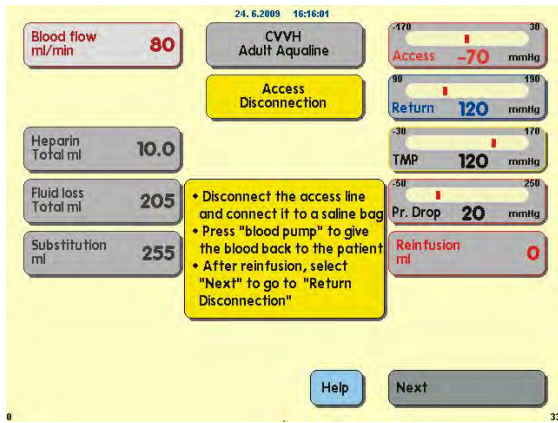 24. 6.2009 16:16:01
Blood flow
ml/min
80
CVVH
Adult Aqualine
-170 30
Access -70 mmHg
Access
Disconnection
90 190
Return 120 mmHg
Heparin
Total ml
10.0
-30 170
TMP 120 mmHg
Fluid loss
Total ml
205
• Disconnect the access line
and connect it to a saline bag
• Press "blood pump" to give
the blood back to the patient
• After reinfusion, select
"Next" to go to "Return
Disconnection"
-50 250
Pr. Drop 20 mmHg
Substitution
ml
255
Reinfusion
ml
0
Help
Next
0